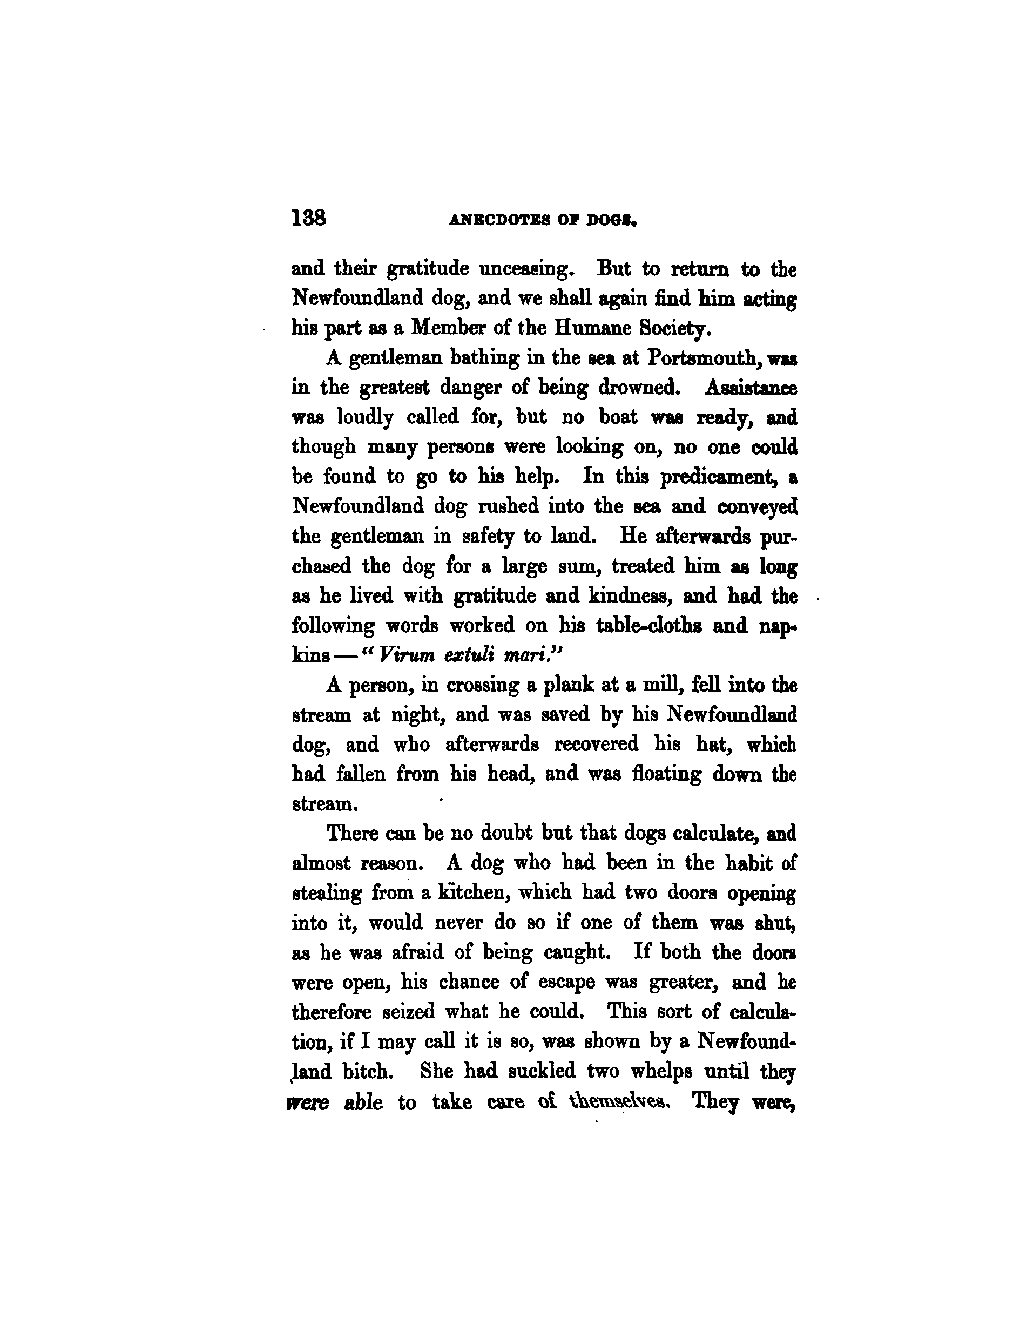 138 ANECDOTES OF DOGS.
and their gratitude unceasing. But to return to the
Newfoundland dog, and we shall again find him acting
his part as a Member of the Humane Society.
A gentleman bathing in the sea at Portsmouth, was
in the greatest danger of being drowned. Assistance
was loudly called for, but no boat was ready, and
though many persons were looking on, no one could
be found to go to his help. In this predicament, a
Newfoundland dog rushed into the sea and conveyed
the gentleman in safety to land. He afterwards pur-
chased the dog for a large sum, treated him as long
as he lived with gratitude and kindness, and had the
following words worked on his table-cloths and nap-
kins—"Virum extuli mari."
A person, in crossing a plank at a mill, fell into the
stream at night, and was saved by his Newfoundland
dog, and who afterwards recovered his hat, which
had fallen from his head, and was floating down the
stream.
There can be no doubt but that dogs calculate, and
almost reason. A dog who had been in the habit of
stealing from a kitchen, which had two doors opening
into it, would never do so if one of them was shut,
as he was afraid of being caught. If both the doors
were open, his chance of escape was greater, and he
therefore seized what he could. This sort of calcula-
tion, if I may call it is so, was shown by a Newfound-
land bitch. She had suckled two whelps until they
were able to take care of themselves. They were,